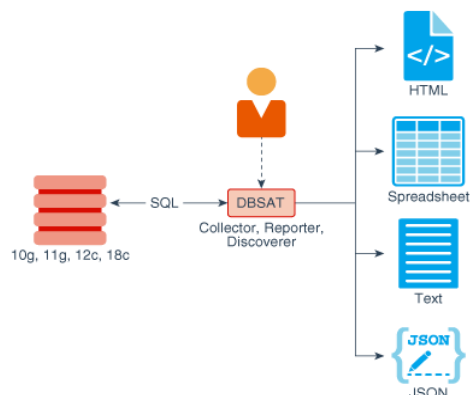 </>
HTML
Spreadsheet
SQL
DBSAT
Collector, Reporter,
Discoverer
10g, 11g, 12c, 18c
Text
JSON
JSON